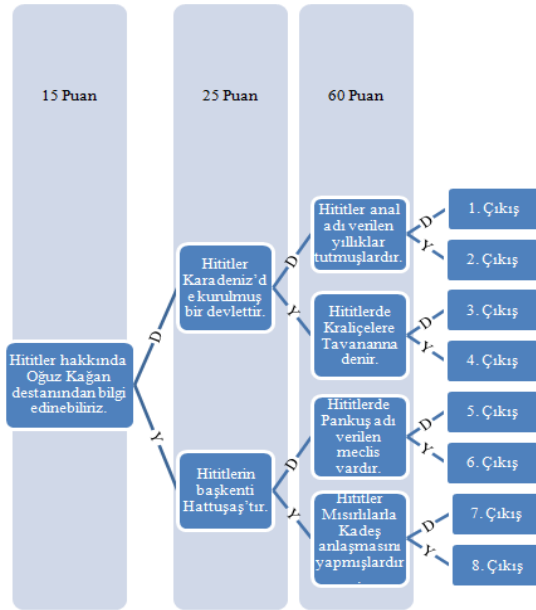 15 Puan
25 Puan
60 Puan
Hititler hakkında
Oğuz Kağan
destanından bilgi
edinebiliriz.
D
Y
Hititler
Karadeniz’d
e kurulmuş
bir devlettir.
D
Y
Hititlerin
başkenti
Hattuşaş’tır.
D
Y
Hititler anal
adı verilen
yıllıklar
tutmuşlardır.
D
Y
Hititlerde
Kraliçelere
Tavananna
denir.
D
Y
Hititlerde
Pankuş adı
verilen
meclis
vardır.
D
Y
Hititler
Mısırlılarla
Kadeş
anlaşmasını
yapmışlardır
.
D
Y
1. Çıkış
2. Çıkış
3. Çıkış
4. Çıkış
5. Çıkış
6. Çıkış
7. Çıkış
8. Çıkış